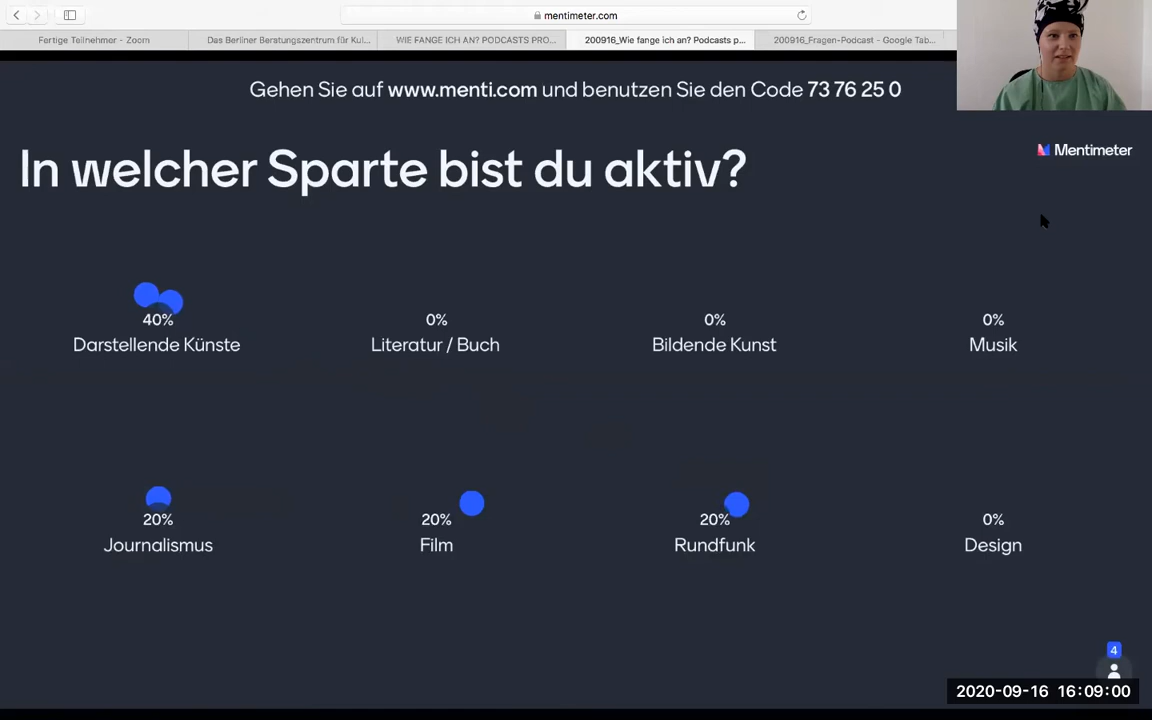 mentimeter.com
Fertige Teilnehmer - Zoom
Das Berliner Beratungszentrum für Kul...
WIE FANGE ICH AN? PODCASTS PRO...
200916_Wie fange ich an? Podcasts p...
200916_Fragen-Podcast - Google Tab...
Gehen Sie auf www.menti.com und benutzen Sie den Code 73 76 25 0
Mentimeter
In welcher Sparte bist du aktiv?
40% 0% 0% 0%
Darstellende Künste Literatur / Buch Bildende Kunst Musik
20% 20% 20% 0%
Journalismus Film Rundfunk Design
4
2020-09-16 16:09:00